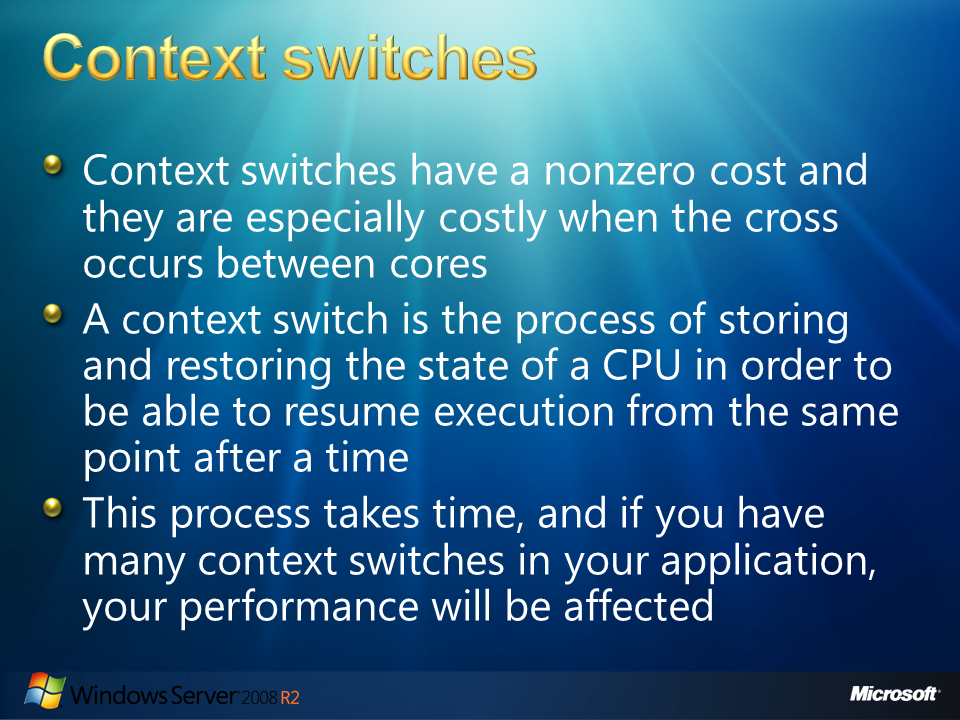 Context switches
Context switches have a nonzero cost and
they are especially costly when the cross
occurs between cores
A context switch is the process of storing
and restoring the state of a CPU in order to
be able to resume execution from the same
point after a time
This process takes time, and if you have
many context switches in your application,
your performance will be affected
Windows Server 2008 R2
Microsoft